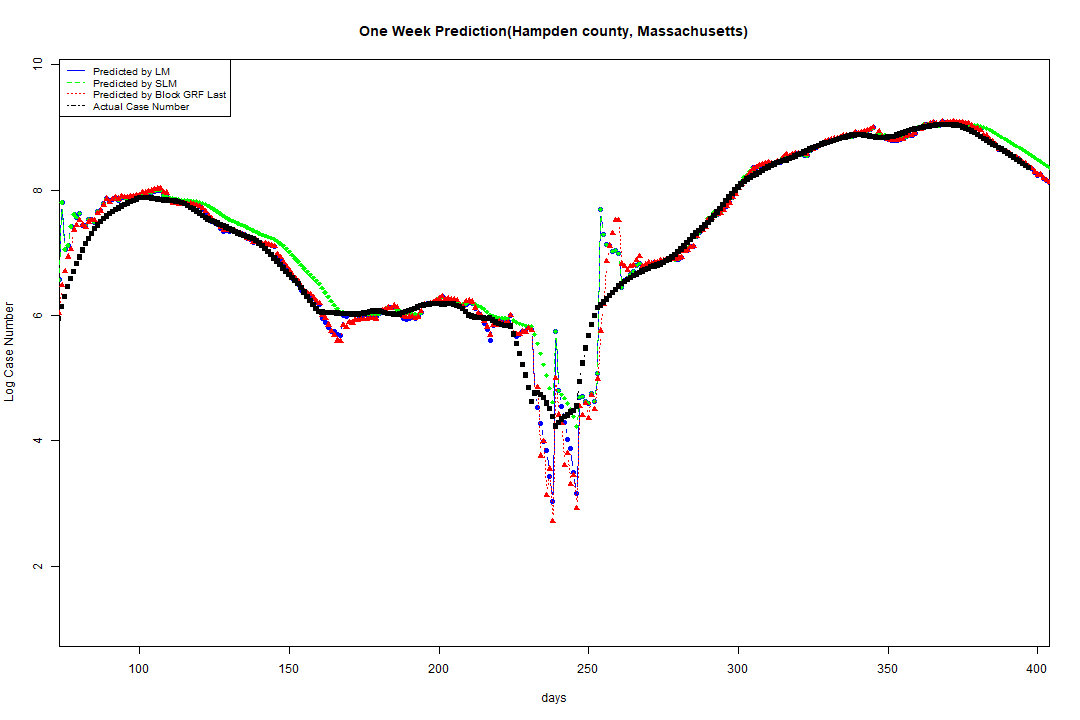 One Week Prediction(Hampden county, Massachusetts)
Predicted by LM
Predicted by SLM
Predicted by Block GRF Last
Actual Case Number
10
8
6
4
2
Log Case Number
100 150 200 250 300 350 400
days